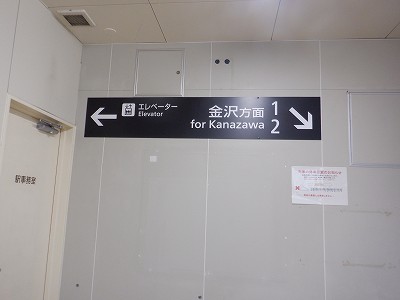 エレベーター
Elevator
金沢方面
for Kanazawa
1
2
駅事務室